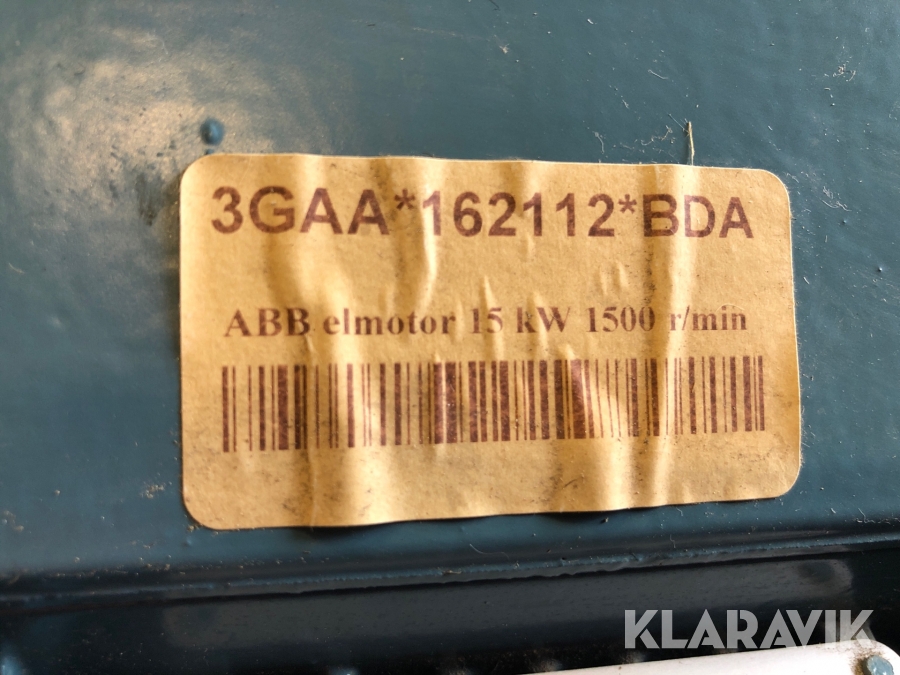 3GAA*162112*BDA
ABB elmotor 15 kW 1500 r/min
KLARAVIK